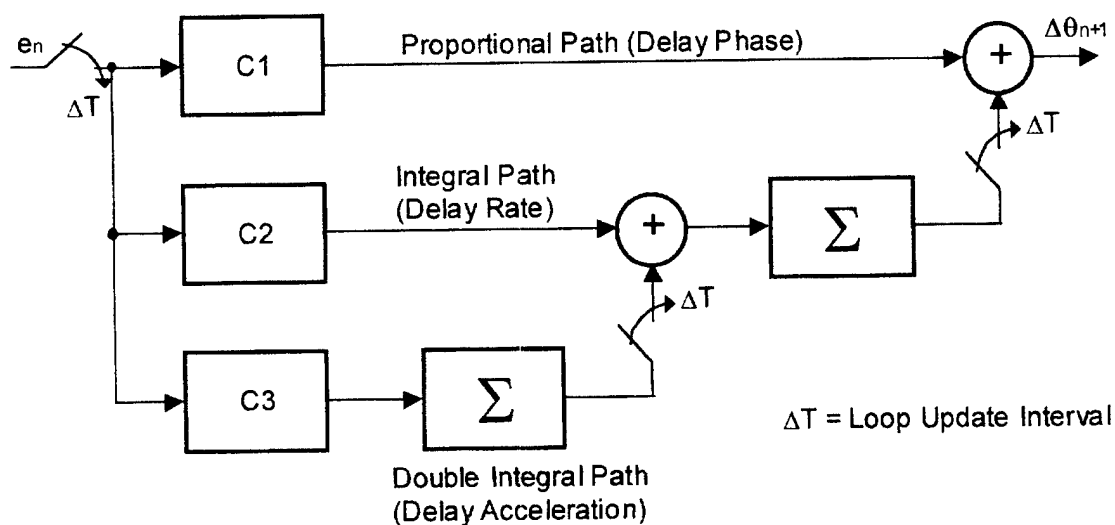 eₙ
ΔT
C1
Proportional Path (Delay Phase)
+
Δθₙ₊₁
ΔT
C2
Integral Path
(Delay Rate)
+
Σ
ΔT
C3
Σ
Double Integral Path
(Delay Acceleration)
ΔT = Loop Update Interval